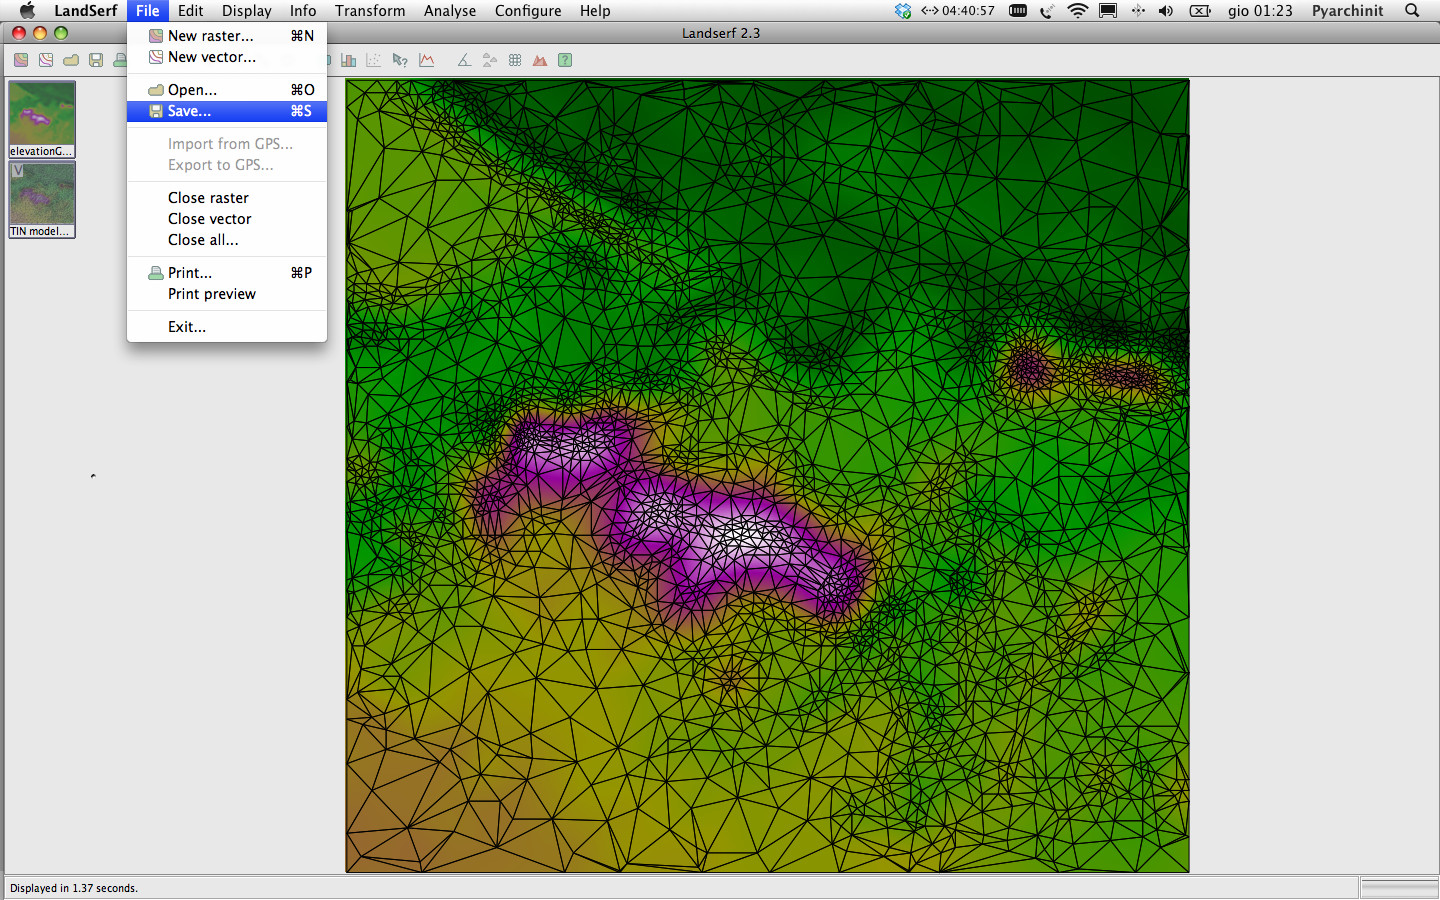 LandSerf File Edit Display Info Transform Analyse Configure Help 04:40:57 gio 01:23 Pyarchinit
Landserf 2.3
New raster... ⌘N
New vector...
Open... ⌘O
Save... ⌘S
Import from GPS...
Export to GPS...
Close raster
Close vector
Close all...
Print... ⌘P
Print preview
Exit...
elevationG...
V
TIN model...
Displayed in 1.37 seconds.